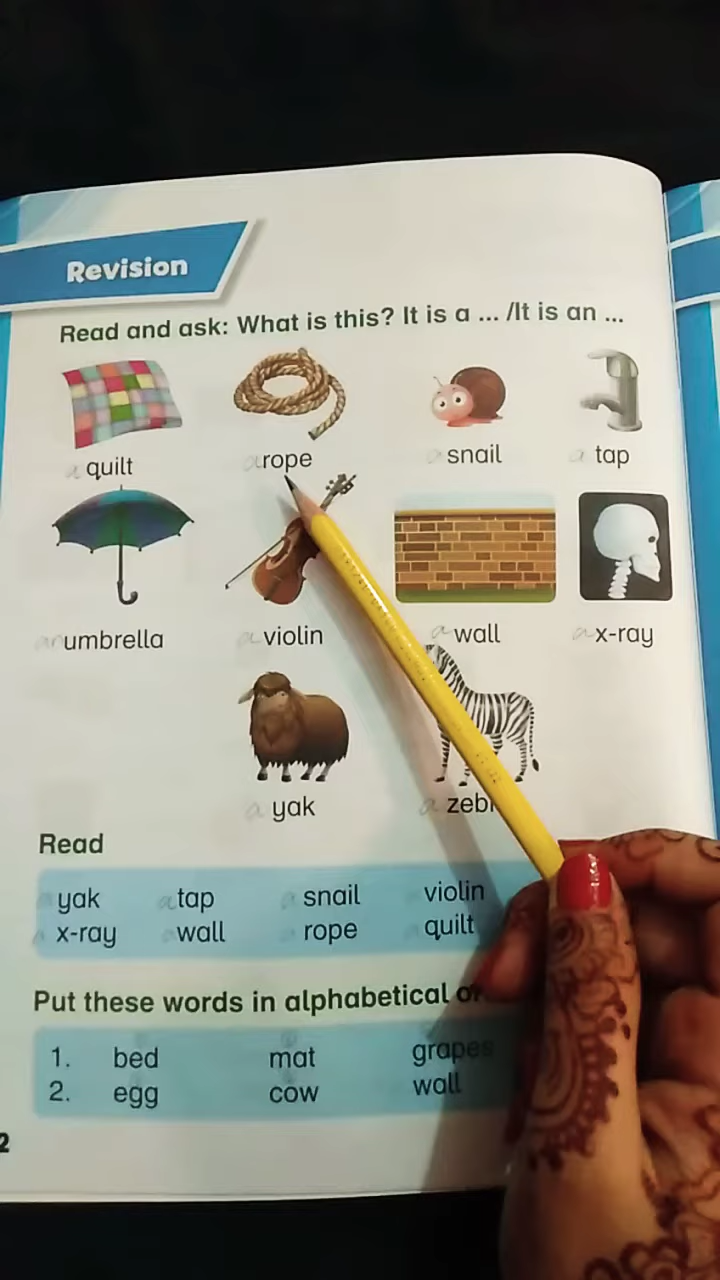 Revision
Read and ask: What is this? It is a ... /It is an ...
a quilt a rope a snail a tap
an umbrella a violin a wall a x-ray
a yak a
Read
yak a tap snail violin
x-ray wall rope quilt
Put these words in alphabetical
1. bed mat grapes
2. egg cow wall
2